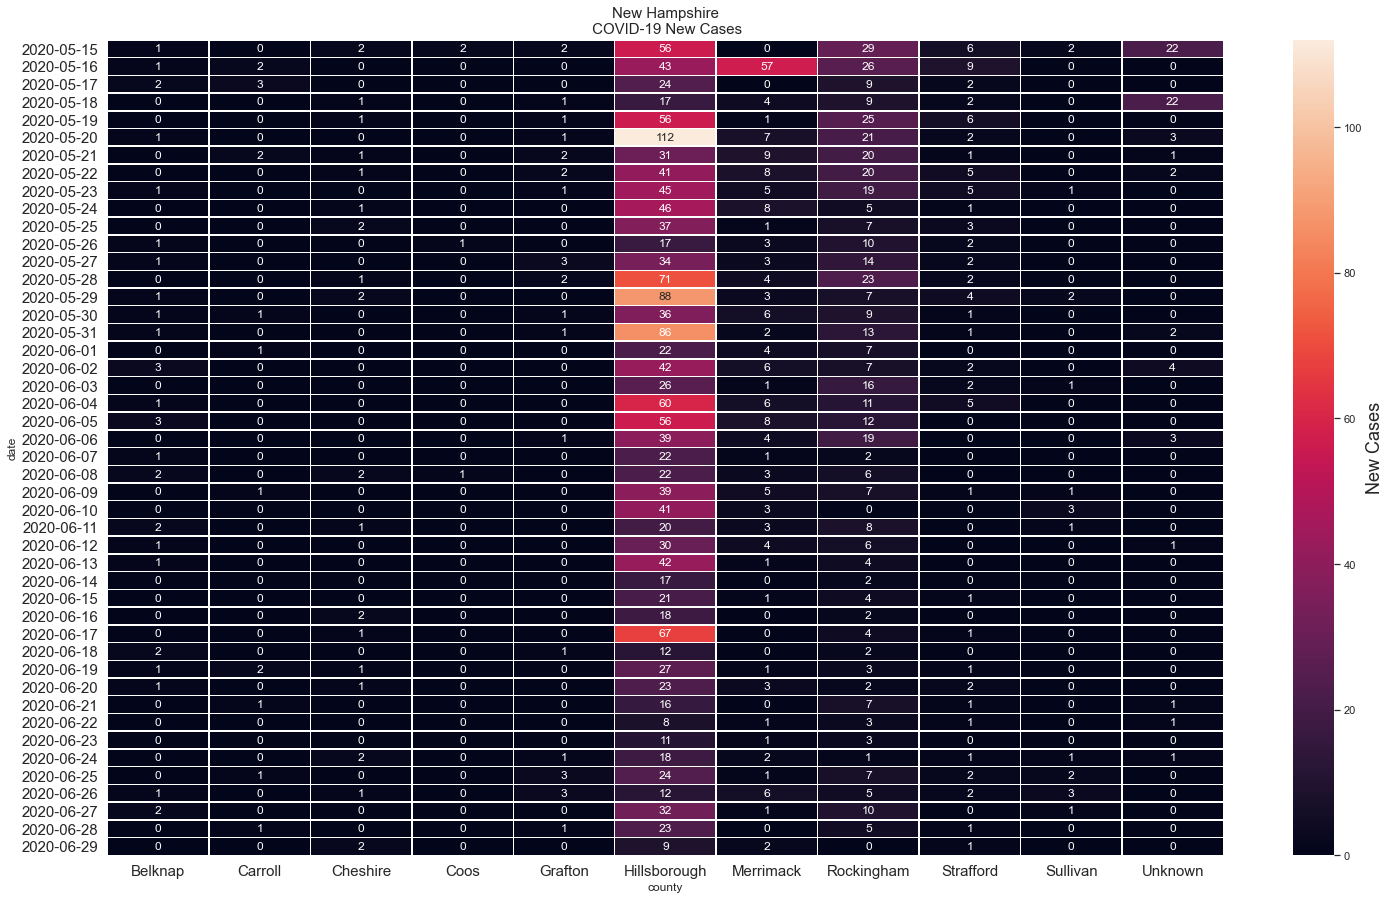 New Hampshire
COVID-19 New Cases
2020-05-15 1 0 2 2 2 56 0 29 6 2 22
2020-05-16 1 2 0 0 0 43 57 26 9 0 0
2020-05-17 2 3 0 0 0 24 0 9 2 0 0
2020-05-18 0 0 1 0 1 17 4 9 2 0 22
2020-05-19 0 0 1 0 1 56 1 25 6 0 0
2020-05-20 1 0 0 0 1 112 7 21 2 0 3
2020-05-21 0 2 1 0 2 31 9 20 1 0 1
2020-05-22 0 0 1 0 2 41 8 20 5 0 2
2020-05-23 1 0 0 0 1 45 5 19 5 1 0
2020-05-24 0 0 1 0 0 46 8 5 1 0 0
2020-05-25 0 0 2 0 0 37 1 7 3 0 0
2020-05-26 1 0 0 1 0 17 3 10 2 0 0
2020-05-27 1 0 0 0 3 34 3 14 2 0 0
2020-05-28 0 0 1 0 2 71 4 23 2 0 0
2020-05-29 1 0 2 0 0 88 3 7 4 2 0
2020-05-30 1 1 0 0 1 36 6 9 1 0 0
2020-05-31 1 0 0 0 1 86 2 13 1 0 2
2020-06-01 0 1 0 0 0 22 4 7 0 0 0
2020-06-02 3 0 0 0 0 42 6 7 2 0 4
2020-06-03 0 0 0 0 0 26 1 16 2 1 0
2020-06-04 1 0 0 0 0 60 6 11 5 0 0
2020-06-05 3 0 0 0 0 56 8 12 0 0 0
2020-06-06 0 0 0 0 1 39 4 19 0 0 3
2020-06-07 1 0 0 0 0 22 1 2 0 0 0
2020-06-08 2 0 2 1 0 22 3 6 0 0 0
2020-06-09 0 1 0 0 0 39 5 7 1 1 0
2020-06-10 0 0 0 0 0 41 3 0 0 3 0
2020-06-11 2 0 1 0 0 20 3 8 0 1 0
2020-06-12 1 0 0 0 0 30 4 6 0 0 1
2020-06-13 1 0 0 0 0 42 1 4 0 0 0
2020-06-14 0 0 0 0 0 17 0 2 0 0 0
2020-06-15 0 0 0 0 0 21 1 4 1 0 0
2020-06-16 0 0 2 0 0 18 0 2 0 0 0
2020-06-17 0 0 1 0 0 67 0 4 1 0 0
2020-06-18 2 0 0 0 1 12 0 2 0 0 0
2020-06-19 1 2 1 0 0 27 1 3 1 0 0
2020-06-20 1 0 1 0 0 23 3 2 2 0 0
2020-06-21 0 1 0 0 0 16 0 7 1 0 1
2020-06-22 0 0 0 0 0 8 1 3 1 0 1
2020-06-23 0 0 0 0 0 11 1 3 0 0 0
2020-06-24 0 0 2 0 1 18 2 1 1 1 1
2020-06-25 0 1 0 0 3 24 1 7 2 2 0
2020-06-26 1 0 1 0 3 12 6 5 2 3 0
2020-06-27 2 0 0 0 0 32 1 10 0 1 0
2020-06-28 0 1 0 0 1 23 0 5 1 0 0
2020-06-29 0 0 2 0 0 9 2 0 1 0 0
Belknap Carroll Cheshire Coos Grafton Hillsborough Merrimack Rockingham Strafford Sullivan Unknown
county
date
100
80
60
40
20
0
New Cases